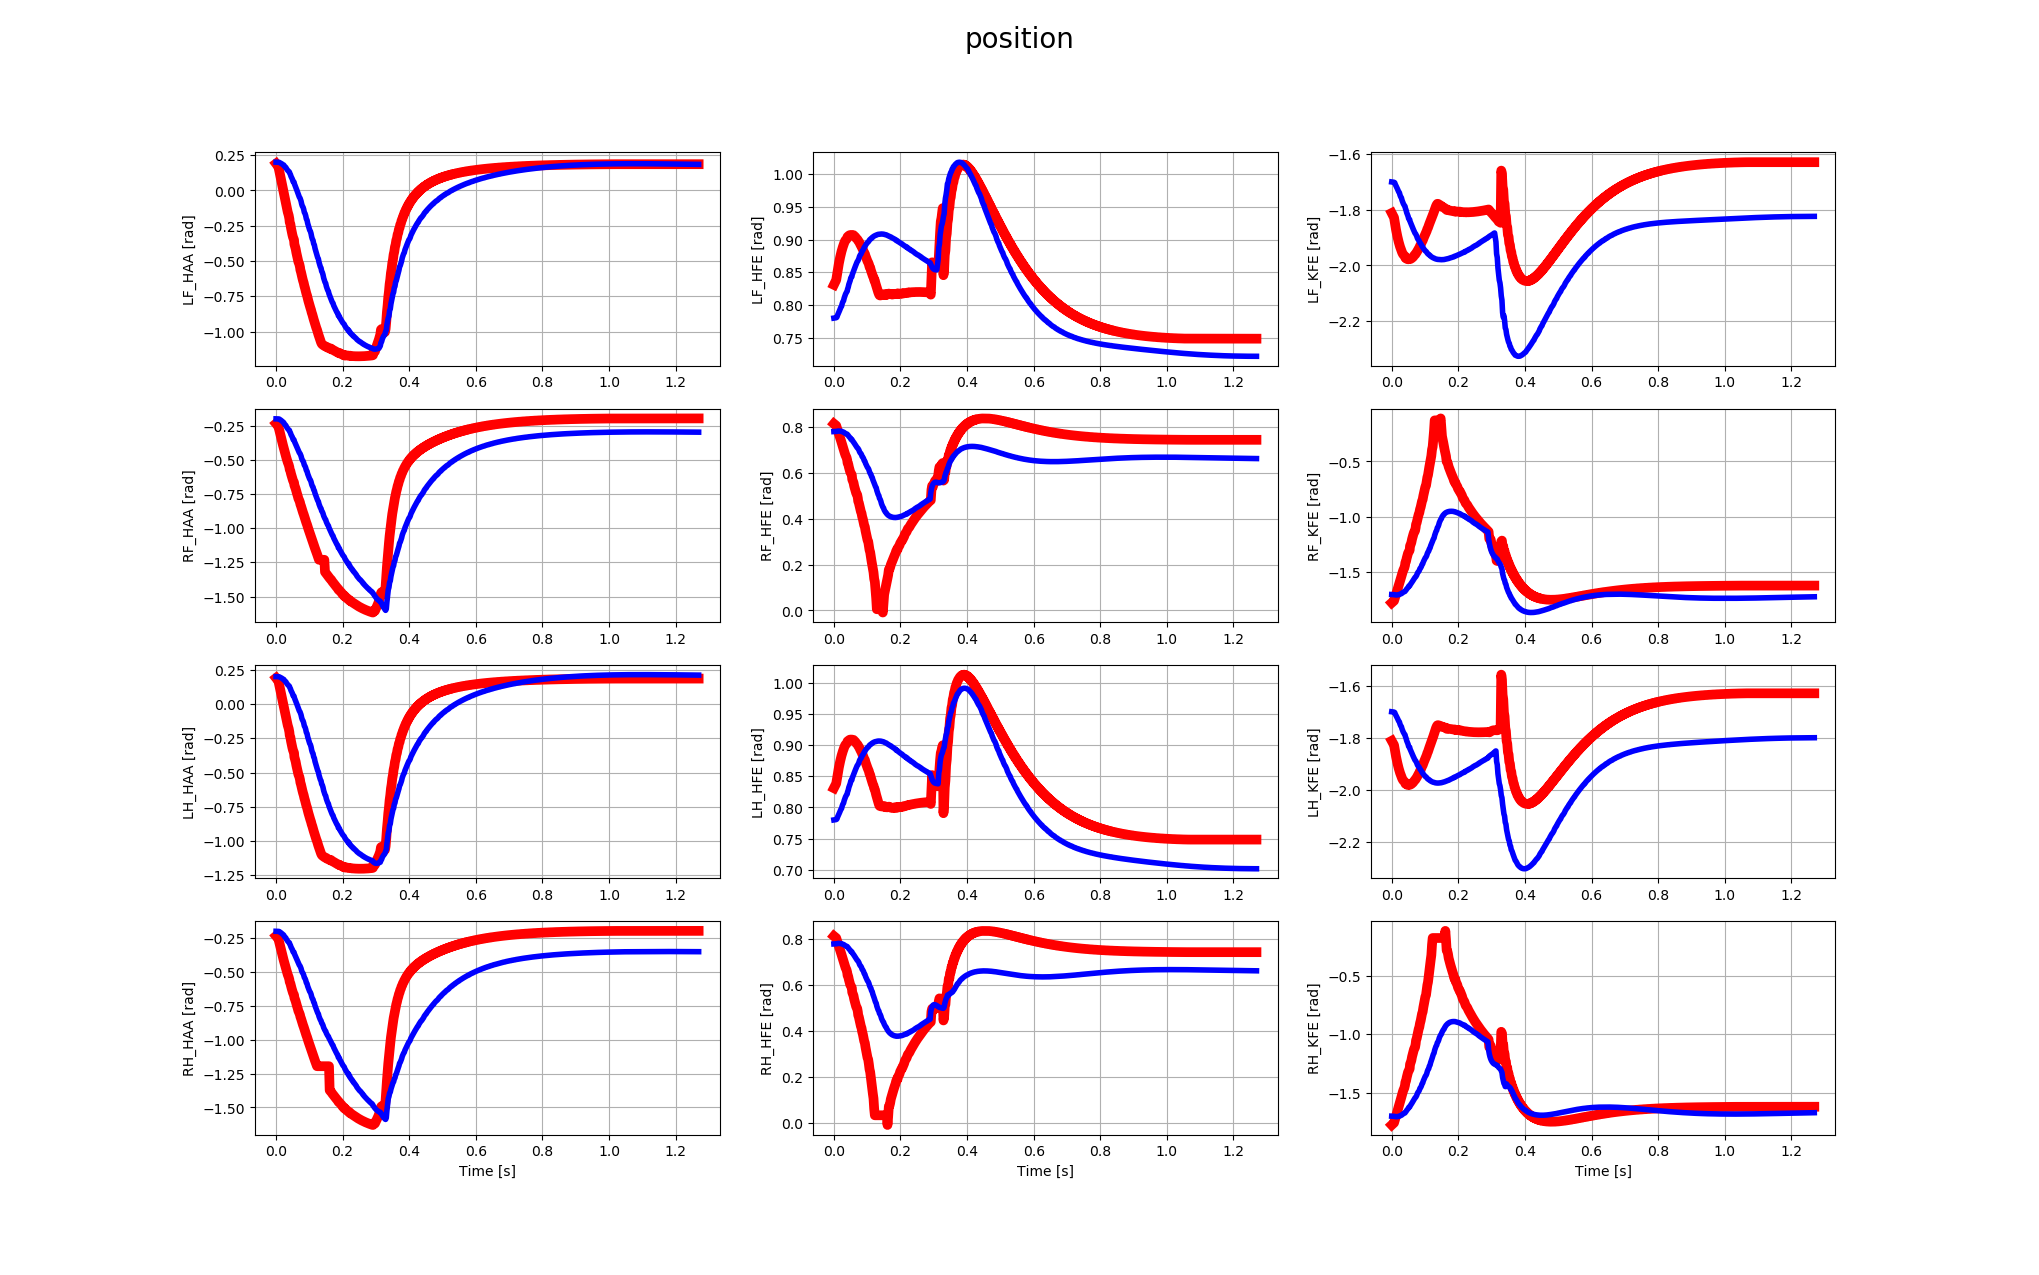 position
LF_HAA [rad]
0.25
0.00
−0.25
−0.50
−0.75
−1.00
0.0 0.2 0.4 0.6 0.8 1.0 1.2
LF_HFE [rad]
1.00
0.95
0.90
0.85
0.80
0.75
0.0 0.2 0.4 0.6 0.8 1.0 1.2
LF_KFE [rad]
−1.6
−1.8
−2.0
−2.2
0.0 0.2 0.4 0.6 0.8 1.0 1.2
RF_HAA [rad]
−0.25
−0.50
−0.75
−1.00
−1.25
−1.50
0.0 0.2 0.4 0.6 0.8 1.0 1.2
RF_HFE [rad]
0.8
0.6
0.4
0.2
0.0
0.0 0.2 0.4 0.6 0.8 1.0 1.2
RF_KFE [rad]
−0.5
−1.0
−1.5
0.0 0.2 0.4 0.6 0.8 1.0 1.2
LH_HAA [rad]
0.25
0.00
−0.25
−0.50
−0.75
−1.00
−1.25
0.0 0.2 0.4 0.6 0.8 1.0 1.2
LH_HFE [rad]
1.00
0.95
0.90
0.85
0.80
0.75
0.70
0.0 0.2 0.4 0.6 0.8 1.0 1.2
LH_KFE [rad]
−1.6
−1.8
−2.0
−2.2
0.0 0.2 0.4 0.6 0.8 1.0 1.2
RH_HAA [rad]
−0.25
−0.50
−0.75
−1.00
−1.25
−1.50
0.0 0.2 0.4 0.6 0.8 1.0 1.2
Time [s]
RH_HFE [rad]
0.8
0.6
0.4
0.2
0.0
0.0 0.2 0.4 0.6 0.8 1.0 1.2
Time [s]
RH_KFE [rad]
−0.5
−1.0
−1.5
0.0 0.2 0.4 0.6 0.8 1.0 1.2
Time [s]